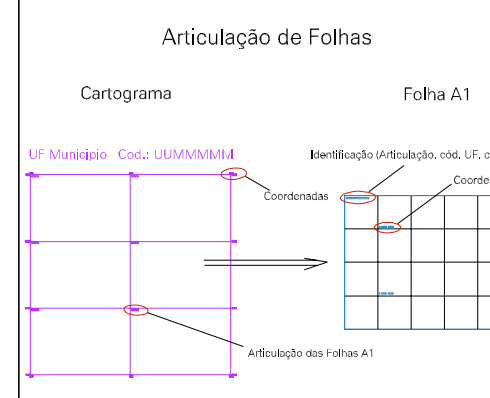 Articulação de Folhas
Cartograma
Folha A1
UF Município Cod.: UUMMMMM
Identificação (Articulação, cód. UF, c
Coordenadas
Coorde
Articulação das Folhas A1